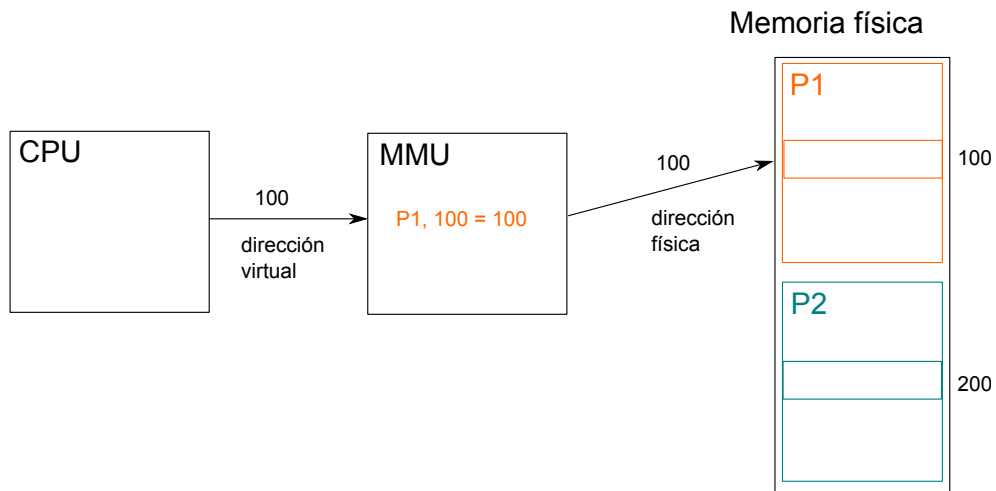 Memoria física
CPU
100
dirección
virtual
MMU
P1, 100 = 100
100
dirección
física
P1
100
P2
200